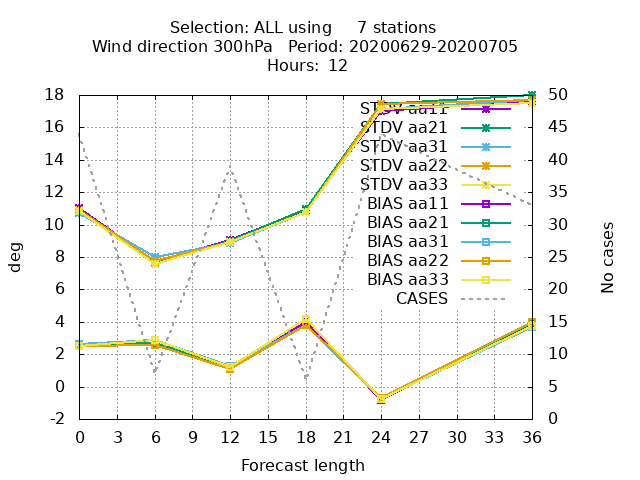 Selection: ALL using 7 stations
Wind direction 300hPa Period: 20200629-20200705
Hours: 12
18
16
14
12
10
8
6
4
2
0
-2
50
45
40
35
30
25
20
15
10
5
0
deg
No cases
STDV aa11
STDV aa21
STDV aa31
STDV aa22
STDV aa33
BIAS aa11
BIAS aa21
BIAS aa31
BIAS aa22
BIAS aa33
CASES
0 3 6 9 12 15 18 21 24 27 30 33 36
Forecast length